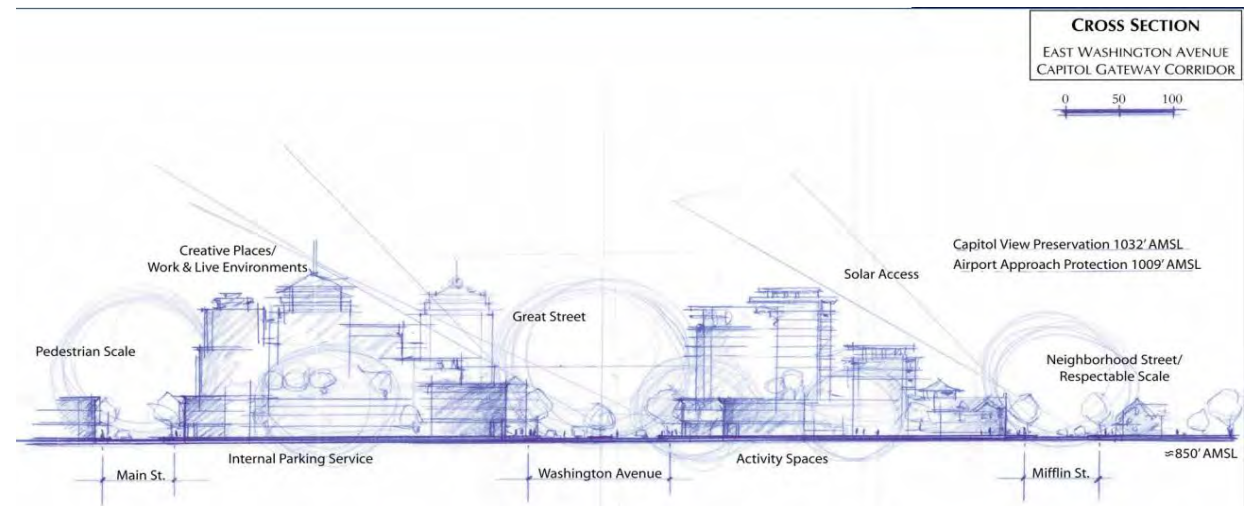 CROSS SECTION
EAST WASHINGTON AVENUE
CAPITOL GATEWAY CORRIDOR
0 50 100
Creative Places/
Work & Live Environments
Capitol View Preservation 1032' AMSL
Airport Approach Protection 1009' AMSL
Solar Access
Great Street
Pedestrian Scale
Neighborhood Street/
Respectable Scale
Internal Parking Service
Activity Spaces
≈850' AMSL
Main St.
Washington Avenue
Mifflin St.